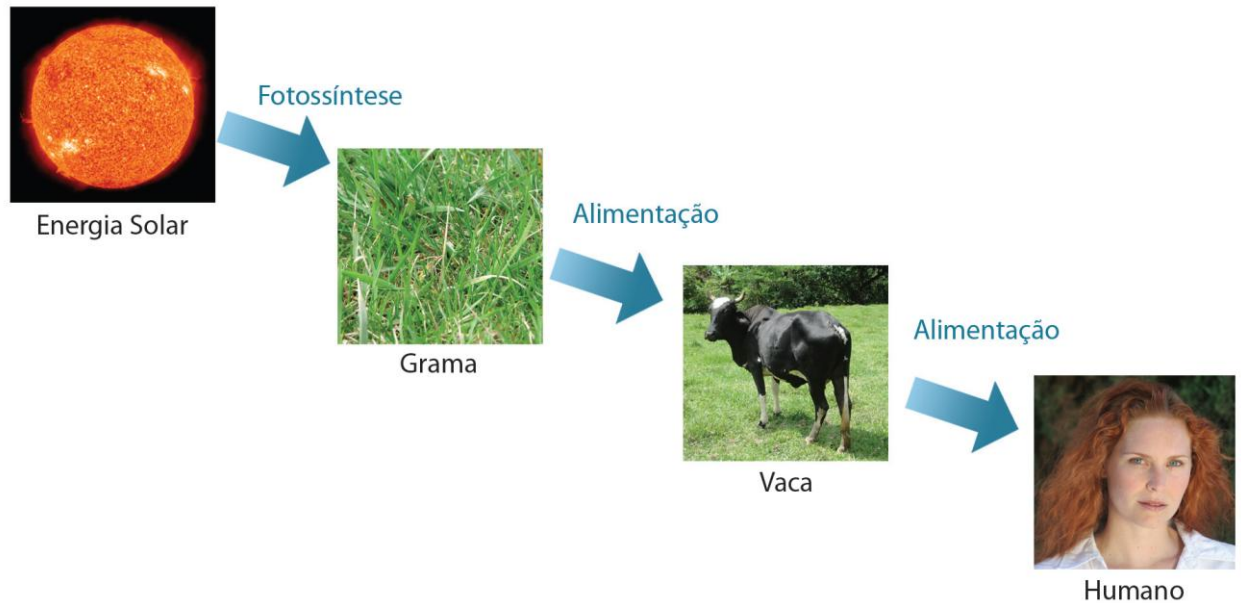 Fotossíntese
Energia Solar
Alimentação
Grama
Alimentação
Vaca
Humano